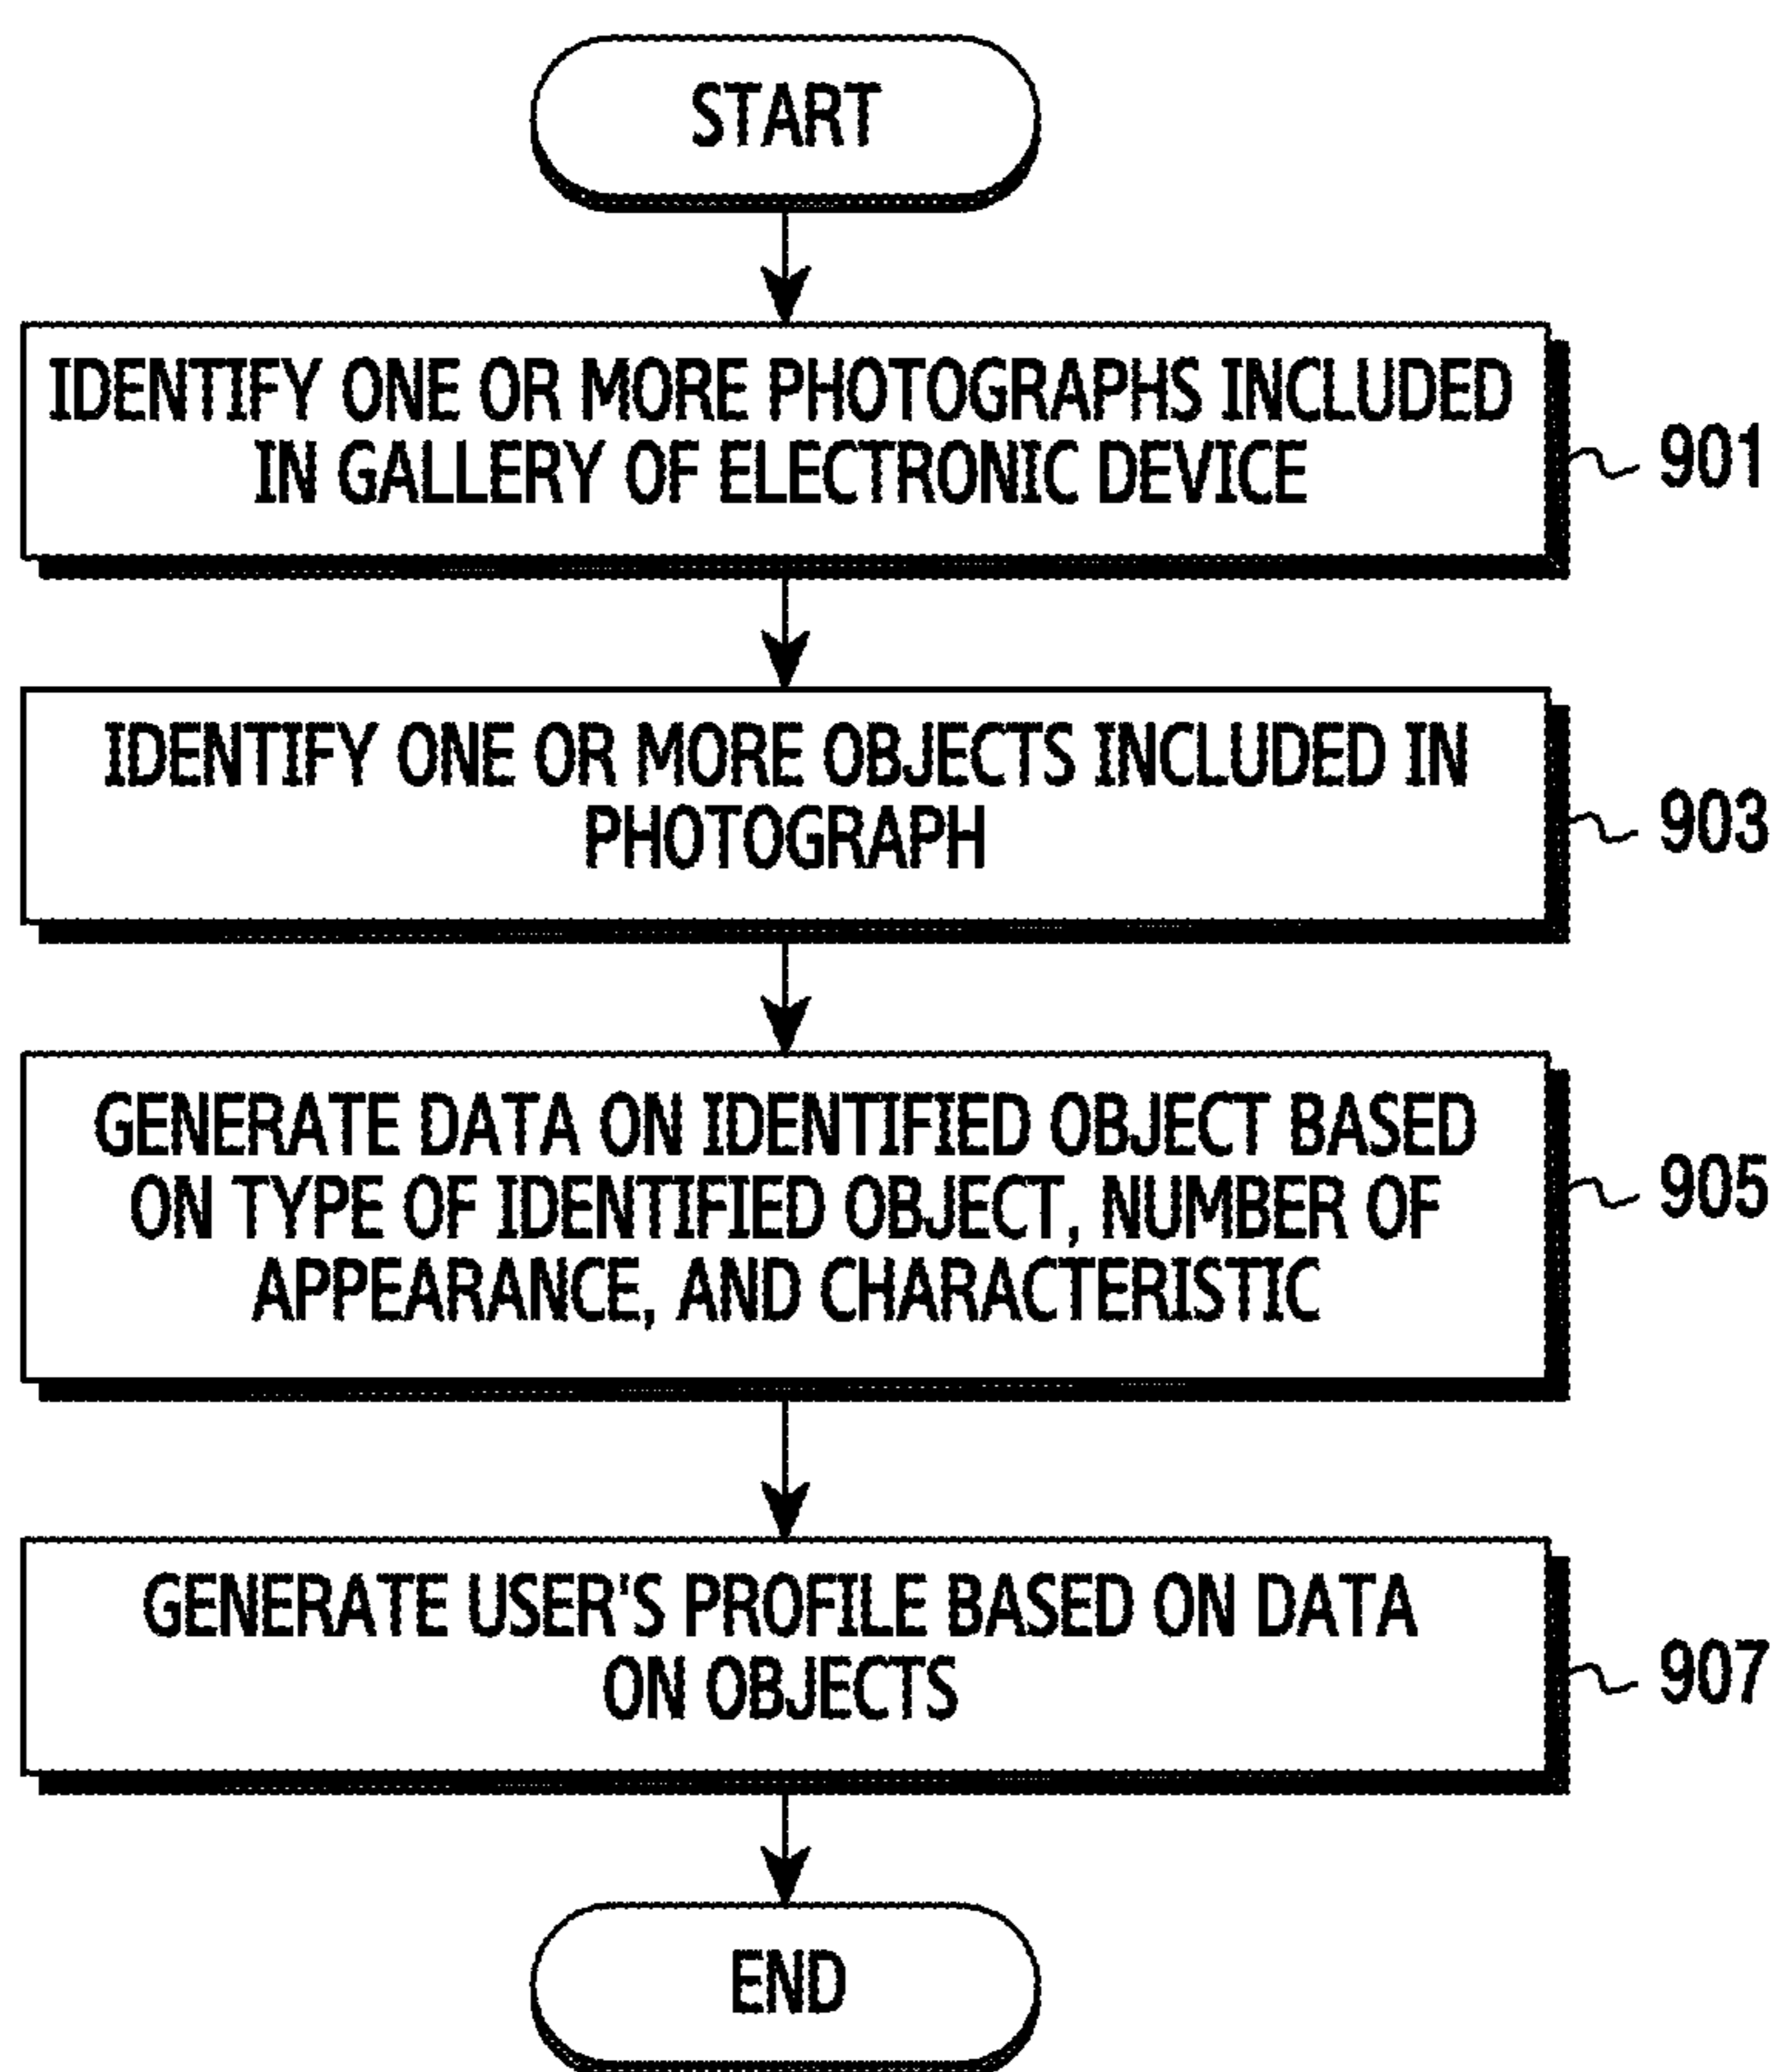 START
IDENTIFY ONE OR MORE PHOTOGRAPHS INCLUDED
IN GALLERY OF ELECTRONIC DEVICE
901
IDENTIFY ONE OR MORE OBJECTS INCLUDED IN
PHOTOGRAPH
903
GENERATE DATA ON IDENTIFIED OBJECT BASED
ON TYPE OF IDENTIFIED OBJECT, NUMBER OF
APPEARANCE, AND CHARACTERISTIC
905
GENERATE USER'S PROFILE BASED ON DATA
ON OBJECTS
907
END